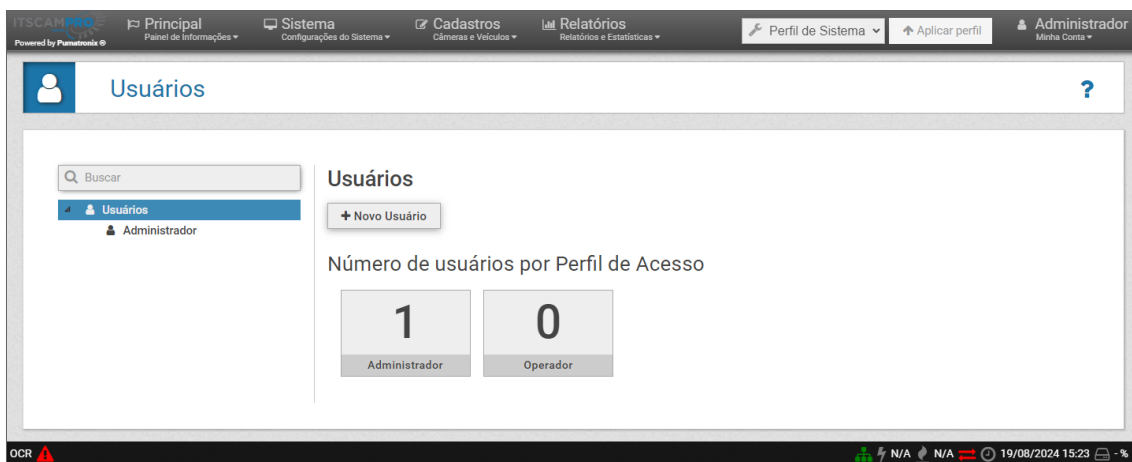 ITSCAMPRO
Powered by Pumatronix ®
Principal
Painel de Informações
Sistema
Configurações do Sistema
Cadastros
Câmeras e Veículos
Relatórios
Relatórios e Estatísticas
Perfil de Sistema
Aplicar perfil
Administrador
Minha Conta
Usuários
?
Buscar
Usuários
Administrador
Usuários
+ Novo Usuário
Número de usuários por Perfil de Acesso
1
Administrador
0
Operador
OCR
N/A
N/A
19/08/2024 15:23
- %